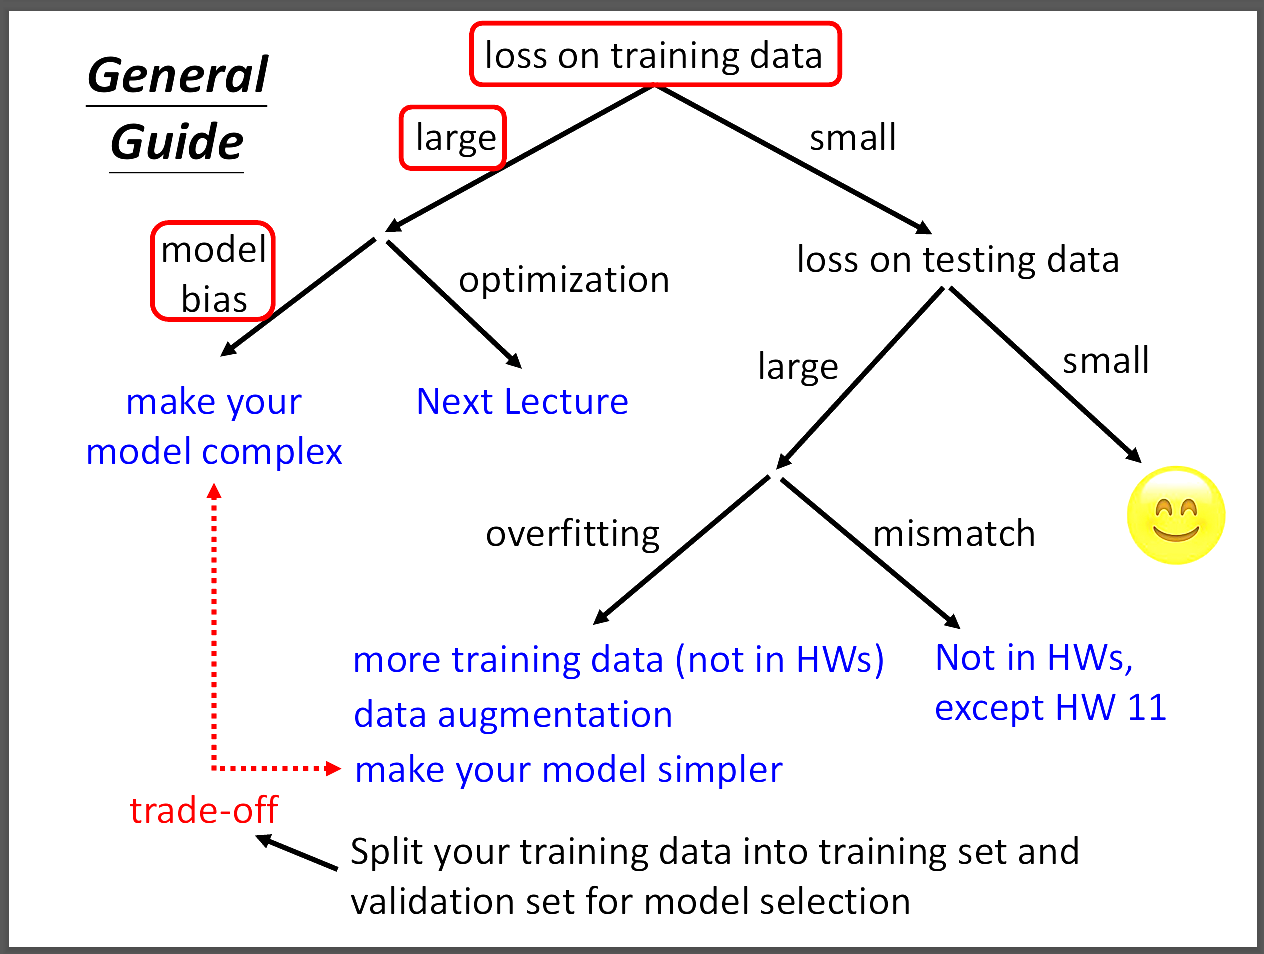 General
Guide
loss on training data
large
small
model
bias
optimization
loss on testing data
make your
model complex
Next Lecture
large
small
overfitting
mismatch
more training data (not in HWs)
data augmentation
make your model simpler
Not in HWs,
except HW 11
trade-off
Split your training data into training set and
validation set for model selection